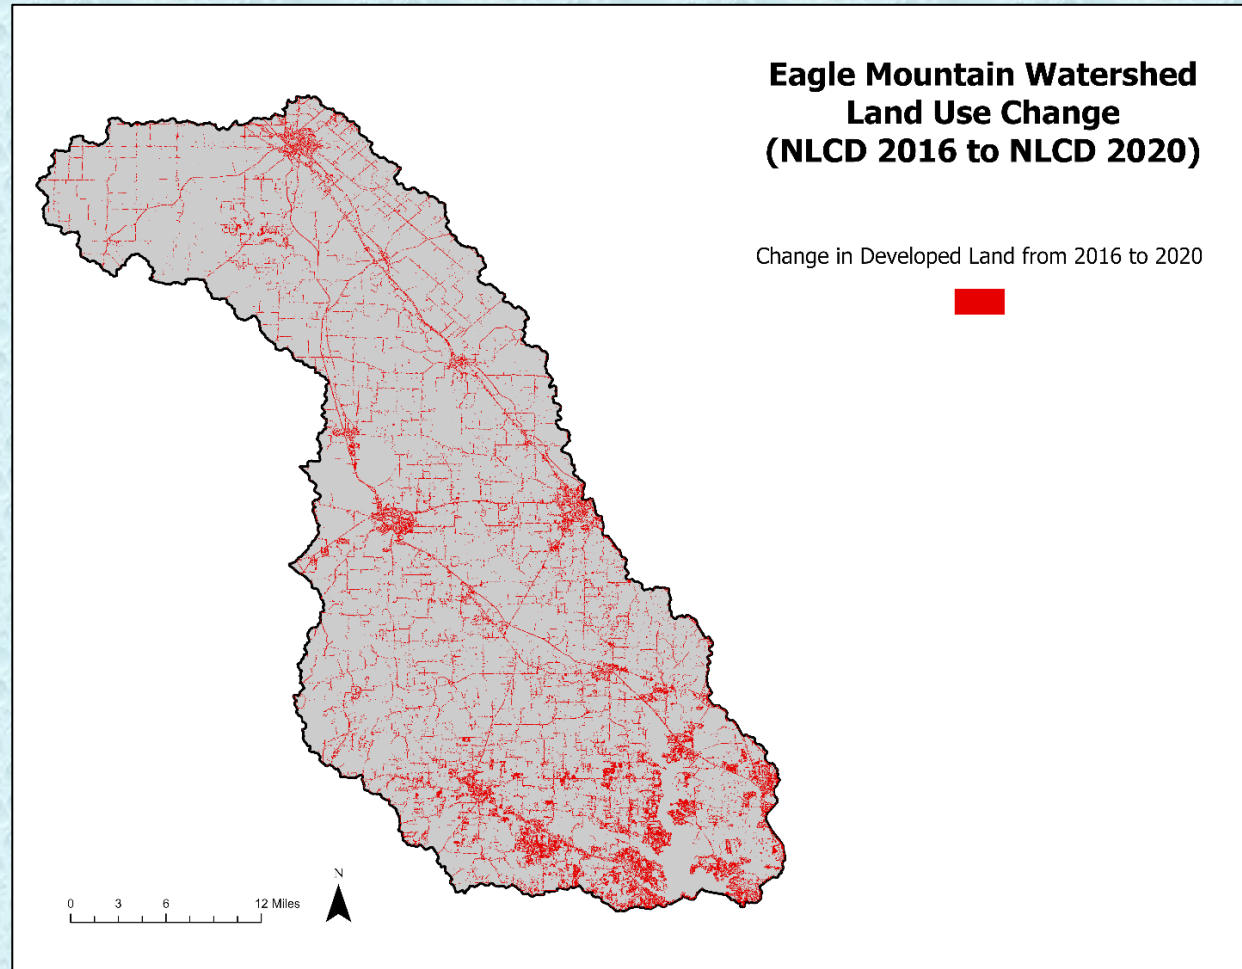 Eagle Mountain Watershed
Land Use Change
(NLCD 2016 to NLCD 2020)
Change in Developed Land from 2016 to 2020
N
0 3 6 12 Miles